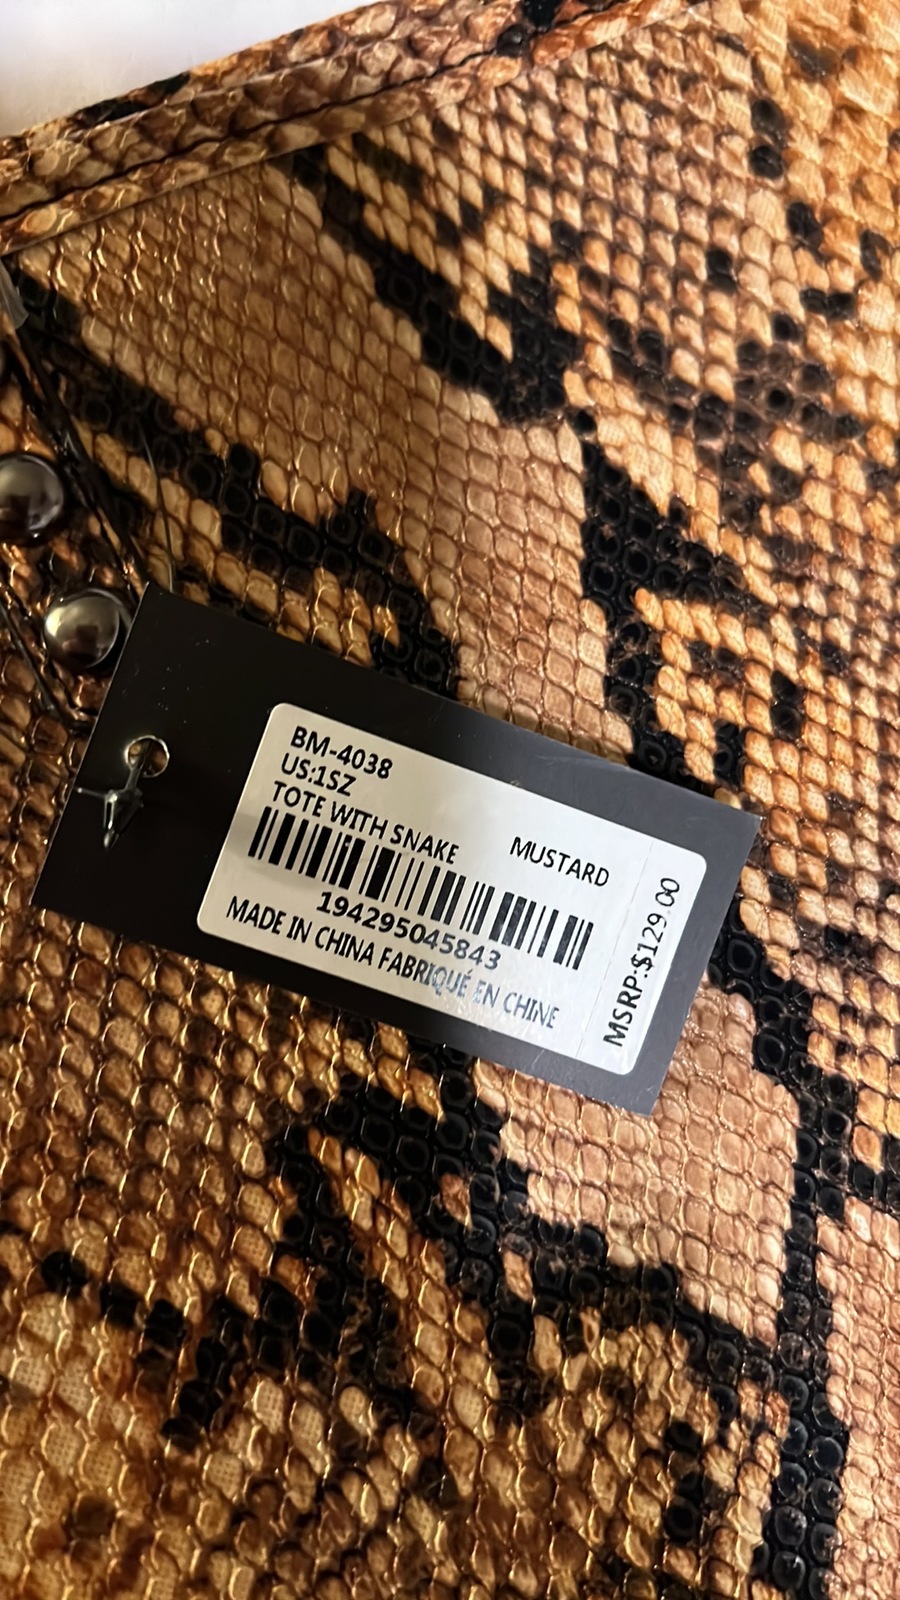 BM-4038
US:1SZ
TOTE WITH SNAKE MUSTARD
194295045843
MADE IN CHINA FABRIQUÉ EN CHINE
MSRP:$129.00